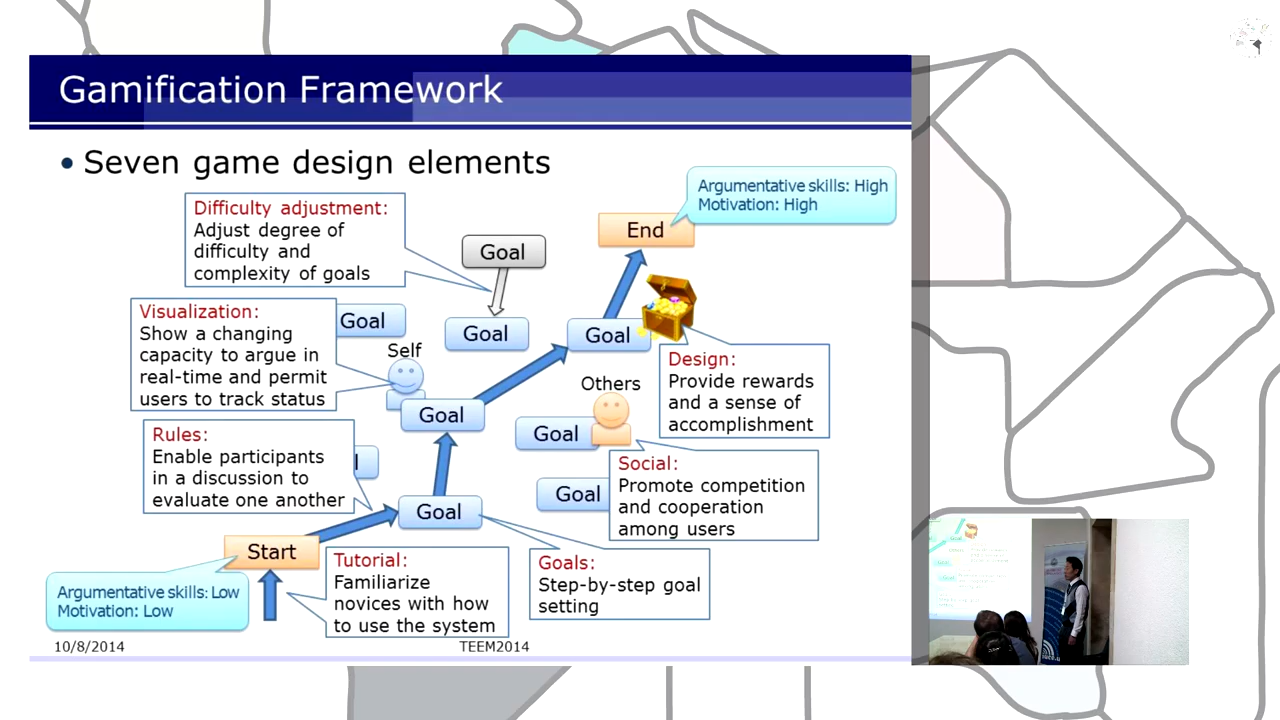 Gamification Framework
• Seven game design elements
Argumentative skills: High
Motivation: High
Difficulty adjustment:
Adjust degree of
difficulty and
complexity of goals
End
Goal
Visualization:
Show a changing
capacity to argue in
real-time and permit
users to track status
Goal
Goal
Goal
Self
Design:
Provide rewards
and a sense of
accomplishment
Others
Goal
Goal
Rules:
Enable participants
in a discussion to
evaluate one another
Social:
Promote competition
and cooperation
among users
Goal
Goal
Start
Tutorial:
Familiarize
novices with how
to use the system
Goals:
Step-by-step goal
setting
Argumentative skills: Low
Motivation: Low
10/8/2014
TEEM2014